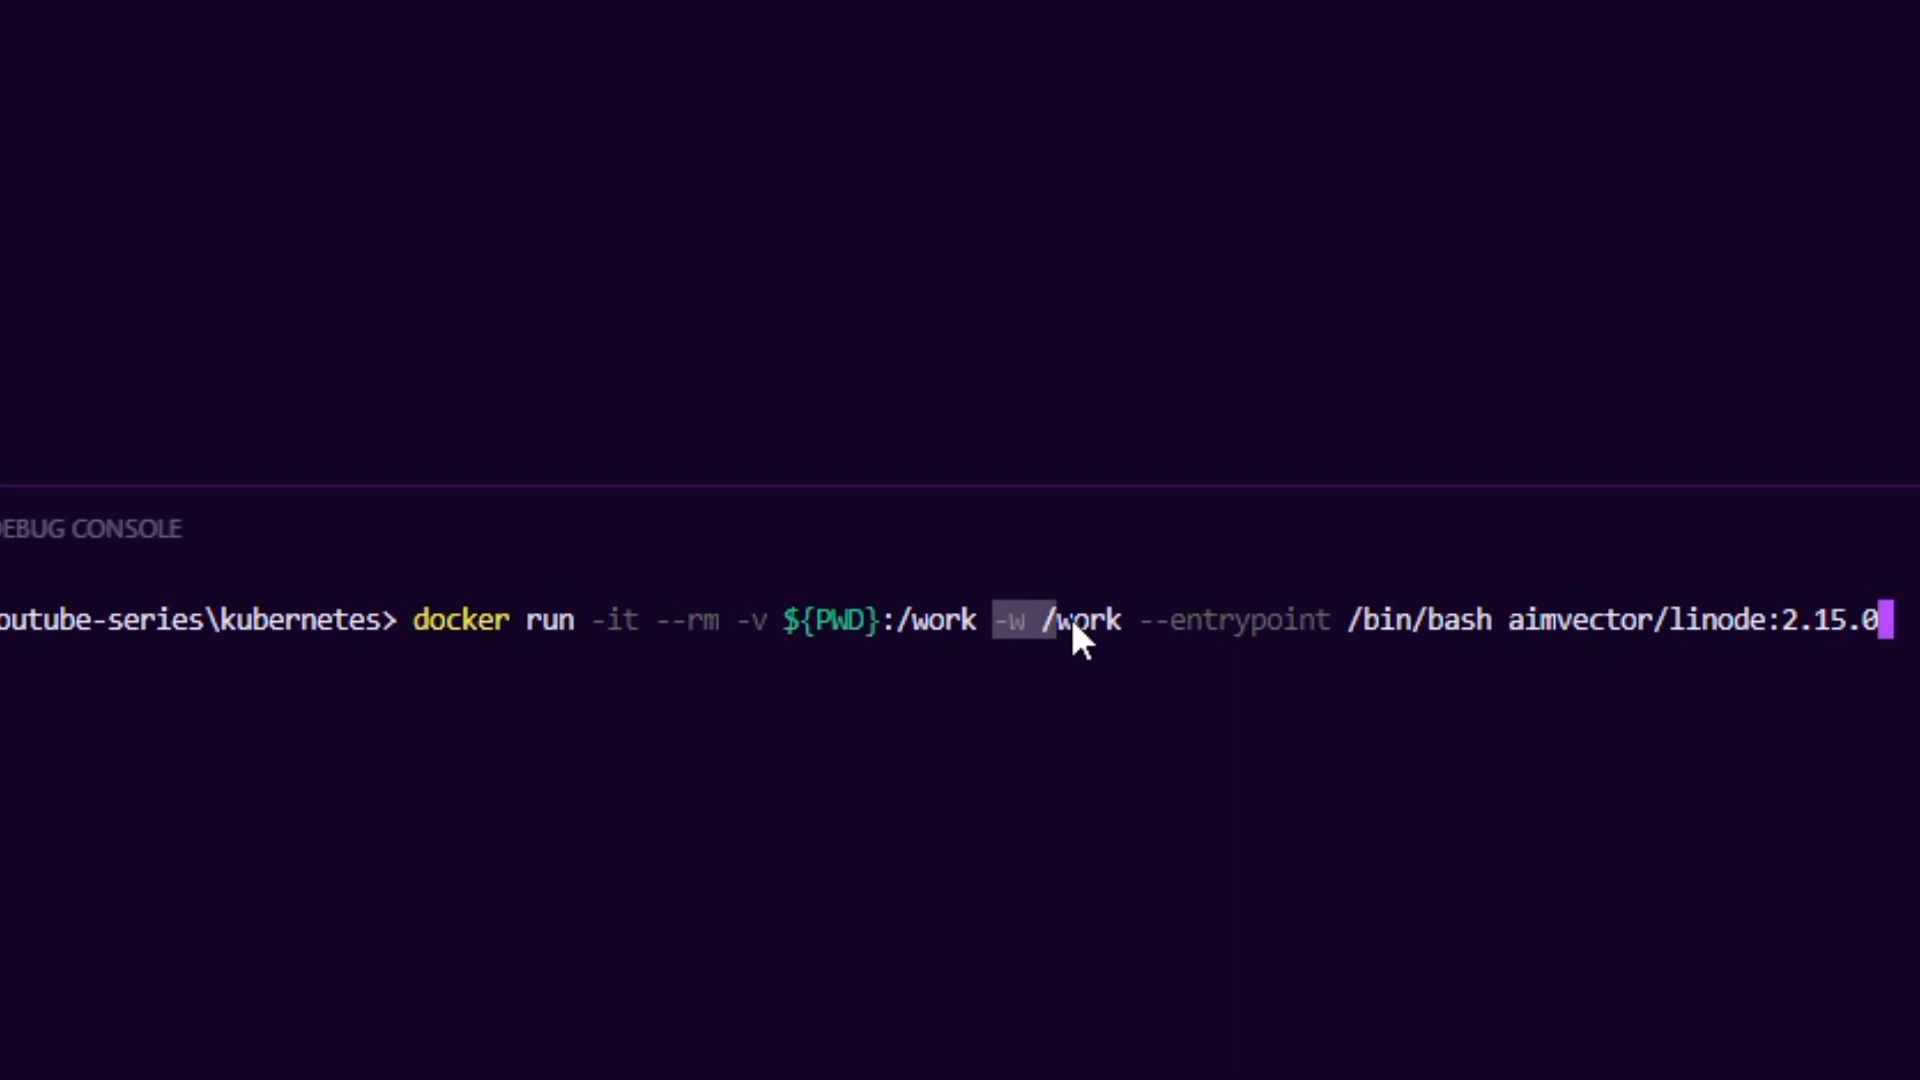 DEBUG CONSOLE
outube-series\kubernetes> docker run -it --rm -v ${PWD}:/work -w /work --entrypoint /bin/bash aimvector/linode:2.15.0